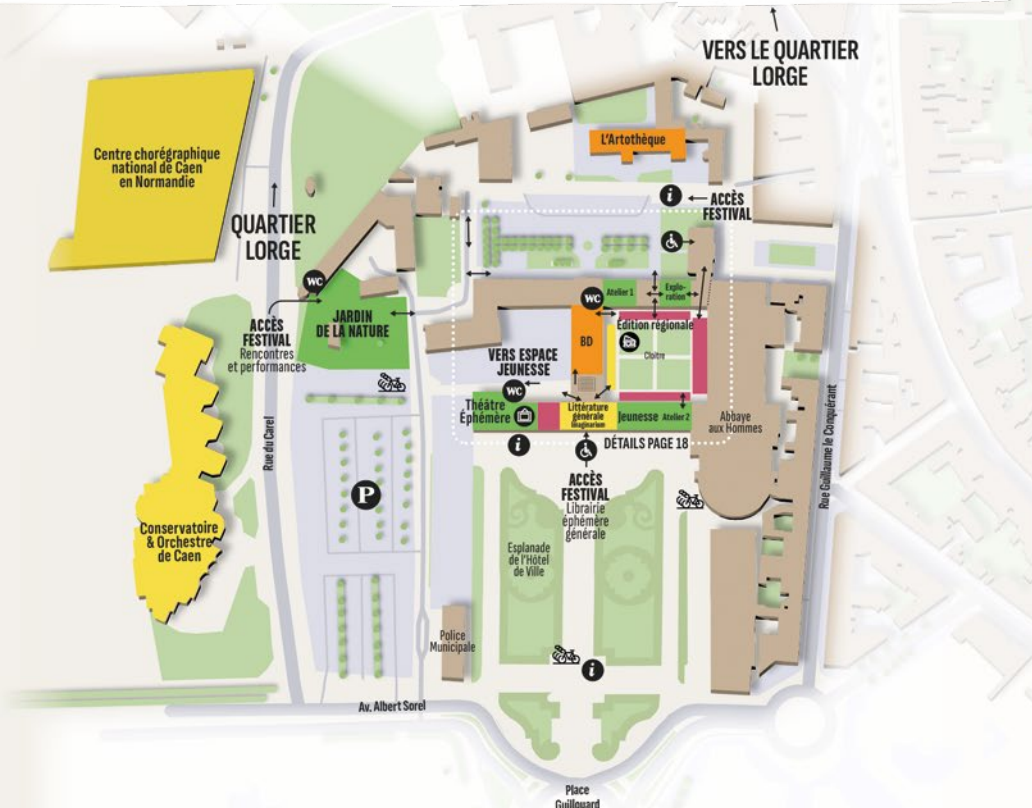 VERS LE QUARTIER
LORGE
L'Artothèque
Centre chorégraphique
national de Caen
en Normandie
i
ACCÈS
FESTIVAL
QUARTIER
LORGE
WC
JARDIN
DE LA NATURE
ACCÈS
FESTIVAL
Rencontres
et performances
WC
Atelier 1
Explo-
ration
Édition régionale
BD
Cloître
VERS ESPACE
JEUNESSE
WC
Théâtre
Éphémère
Littérature
générale
Imaginarium
Jeunesse
Atelier 2
Abbaye
aux Hommes
i
DÉTAILS PAGE 18
ACCÈS
FESTIVAL
Librairie
éphémère
générale
Rue du Carel
Rue Guillaume le Conquérant
P
Conservatoire
& Orchestre
de Caen
Esplanade
de l'Hôtel
de Ville
Police
Municipale
i
Av. Albert Sorel
Place
Guillouard